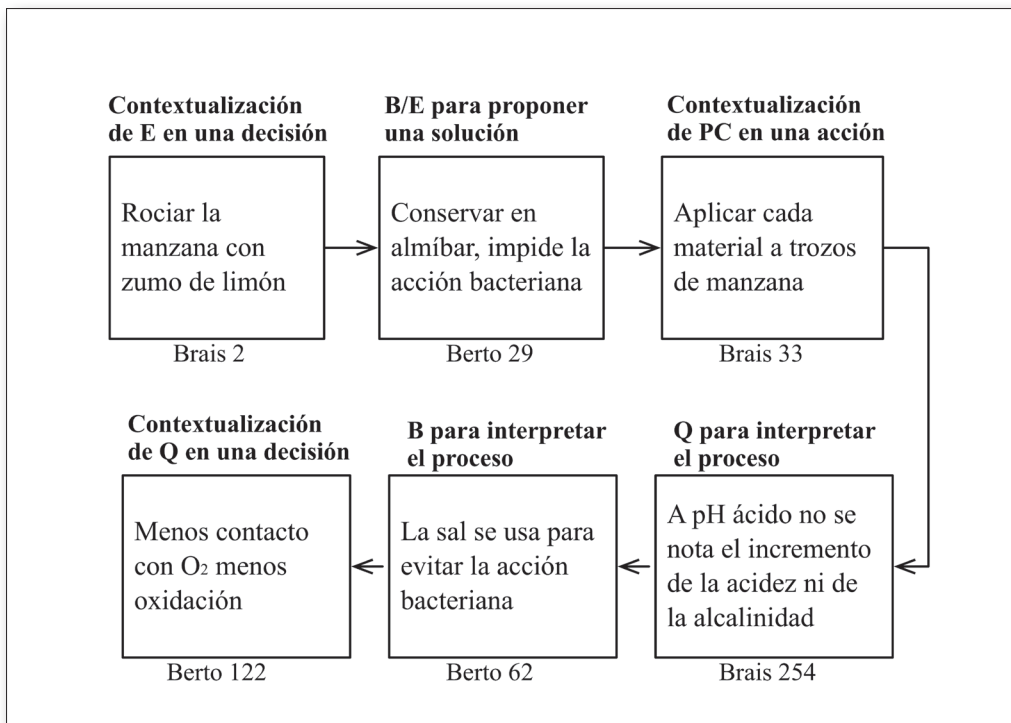 Contextualización
de E en una decisión
Rociar la
manzana con
zumo de limón
Brais 2
B/E para proponer
una solución
Conservar en
almíbar, impide la
acción bacteriana
Berto 29
Contextualización
de PC en una acción
Aplicar cada
material a trozos
de manzana
Brais 33
Q para interpretar
el proceso
A pH ácido no se
nota el incremento
de la acidez ni de
la alcalinidad
Brais 254
B para interpretar
el proceso
La sal se usa para
evitar la acción
bacteriana
Berto 62
Contextualización
de Q en una decisión
Menos contacto
con O₂ menos
oxidación
Berto 122